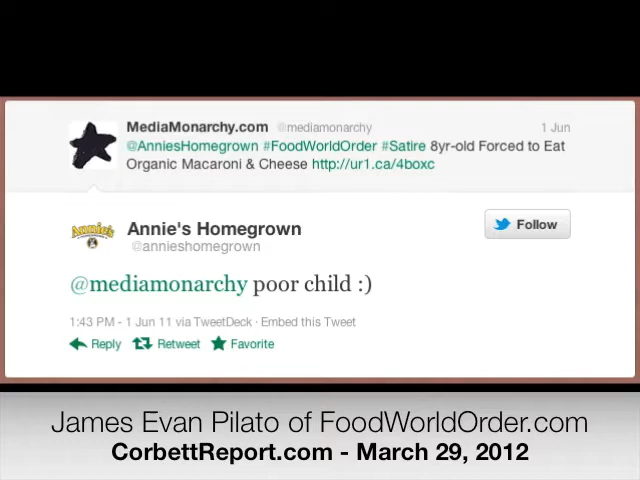 MediaMonarchy.com @mediamonarchy 1 Jun
@AnniesHomegrown #FoodWorldOrder #Satire 8yr-old Forced to Eat
Organic Macaroni & Cheese http://ur1.ca/4boxc
Annie's
Annie's Homegrown
@annieshomegrown
Follow
@mediamonarchy poor child :)
1:43 PM - 1 Jun 11 via TweetDeck · Embed this Tweet
Reply Retweet Favorite
James Evan Pilato of FoodWorldOrder.com
CorbettReport.com - March 29, 2012